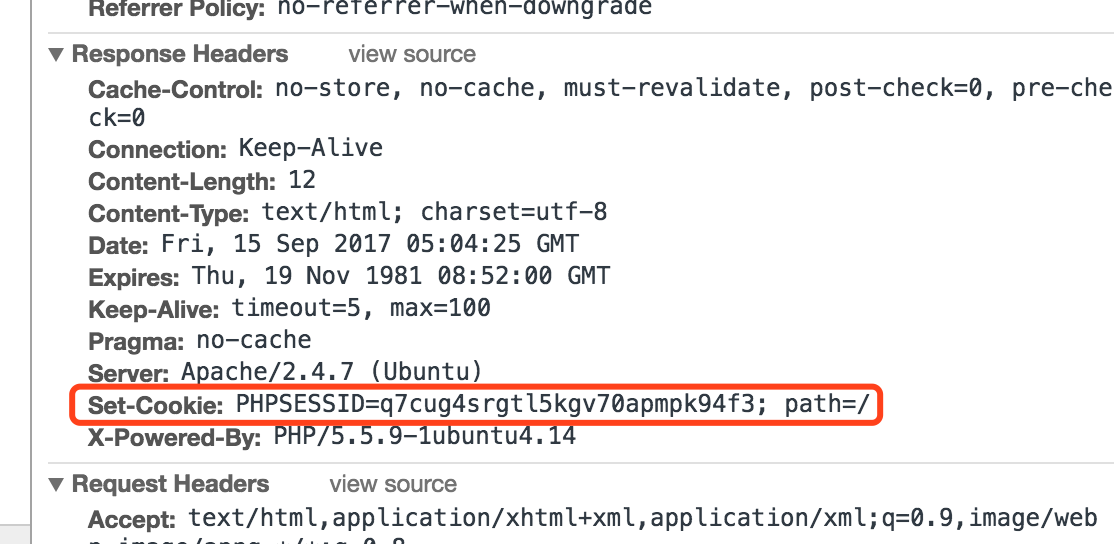 Referrer Policy: no-referrer-when-downgrade
▼ Response Headers view source
Cache-Control: no-store, no-cache, must-revalidate, post-check=0, pre-che
ck=0
Connection: Keep-Alive
Content-Length: 12
Content-Type: text/html; charset=utf-8
Date: Fri, 15 Sep 2017 05:04:25 GMT
Expires: Thu, 19 Nov 1981 08:52:00 GMT
Keep-Alive: timeout=5, max=100
Pragma: no-cache
Server: Apache/2.4.7 (Ubuntu)
Set-Cookie: PHPSESSID=q7cug4srgtl5kgv70apmpk94f3; path=/
X-Powered-By: PHP/5.5.9-1ubuntu4.14
▼ Request Headers view source
Accept: text/html,application/xhtml+xml,application/xml;q=0.9,image/web